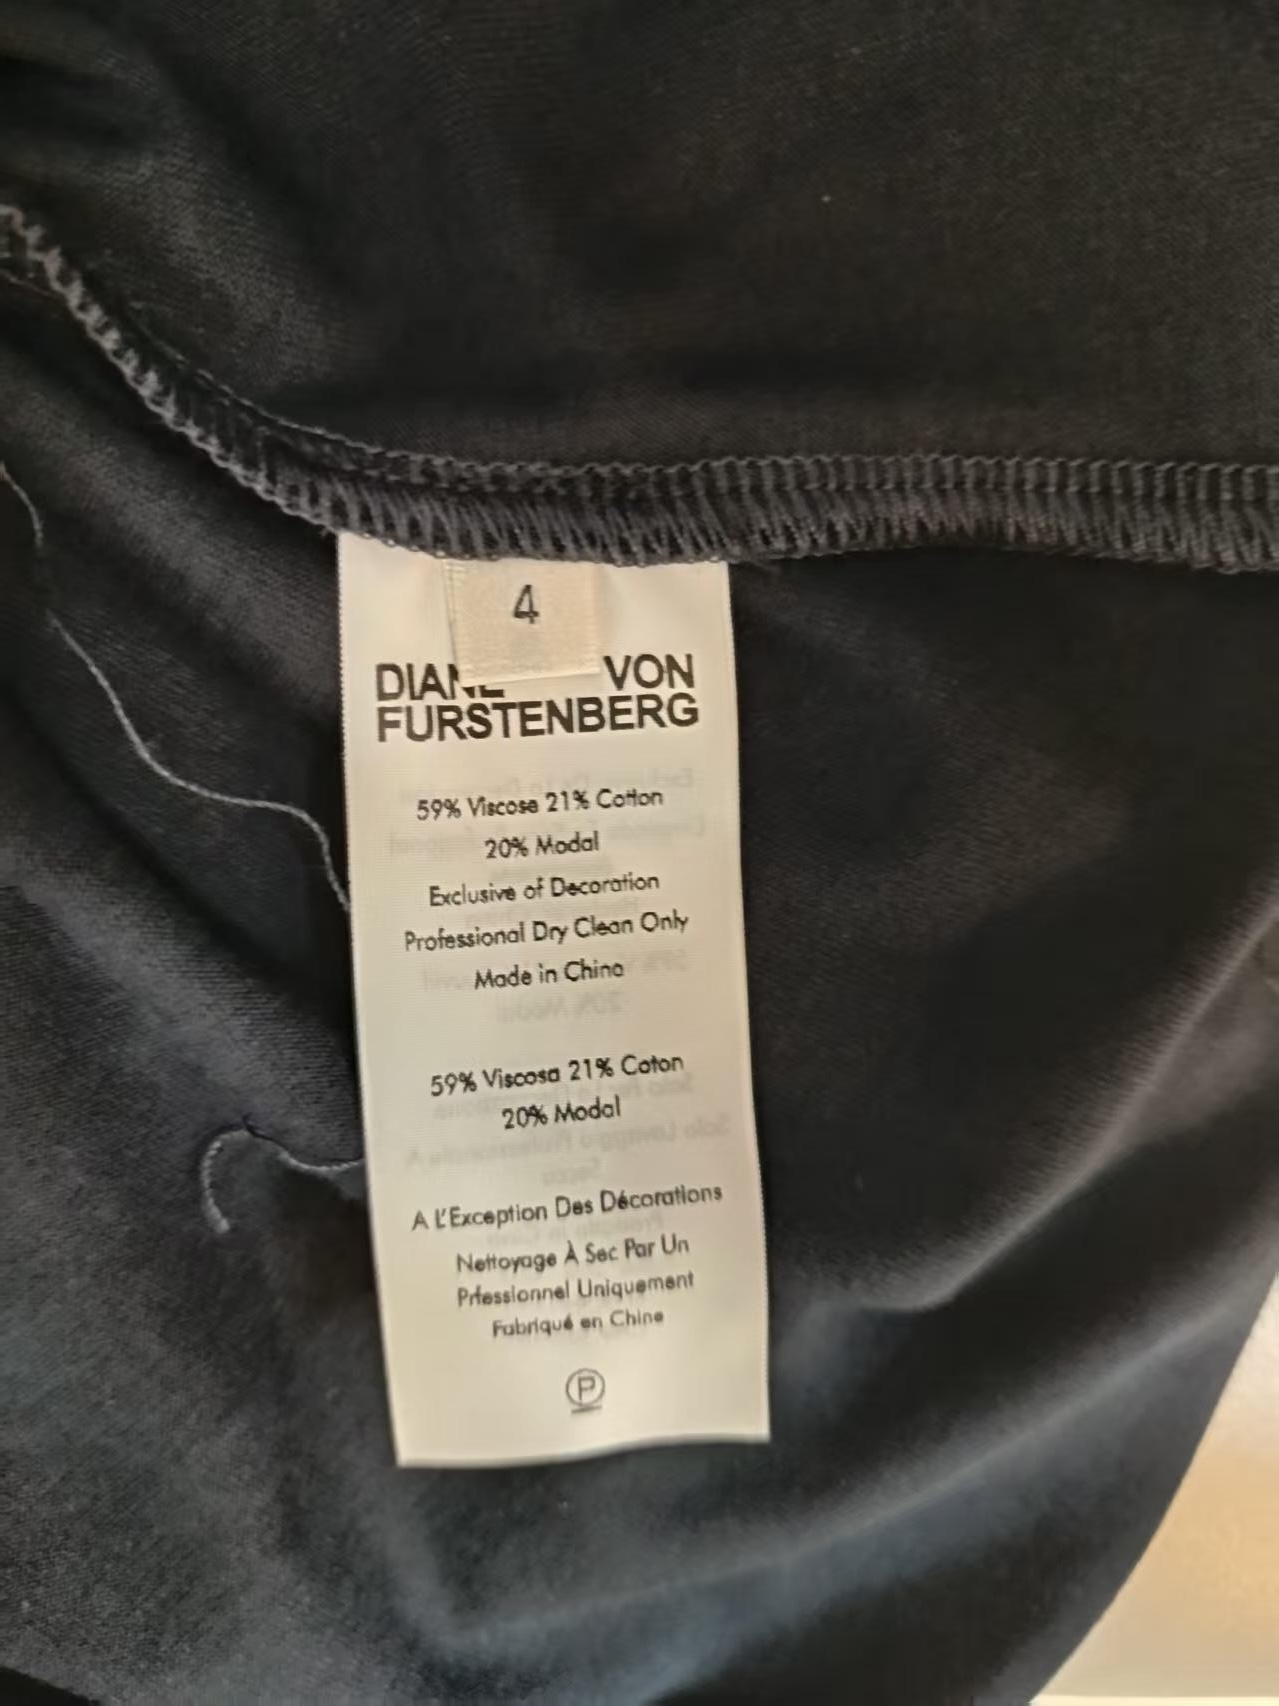 4
DIANE VON
FURSTENBERG
59% Viscose 21% Cotton
20% Modal
Exclusive of Decoration
Professional Dry Clean Only
Made in China
59% Viscosa 21% Coton
20% Modal
A L'Exception Des Décorations
Nettoyage À Sec Par Un
Prfessionnel Uniquement
Fabriqué en Chine
P